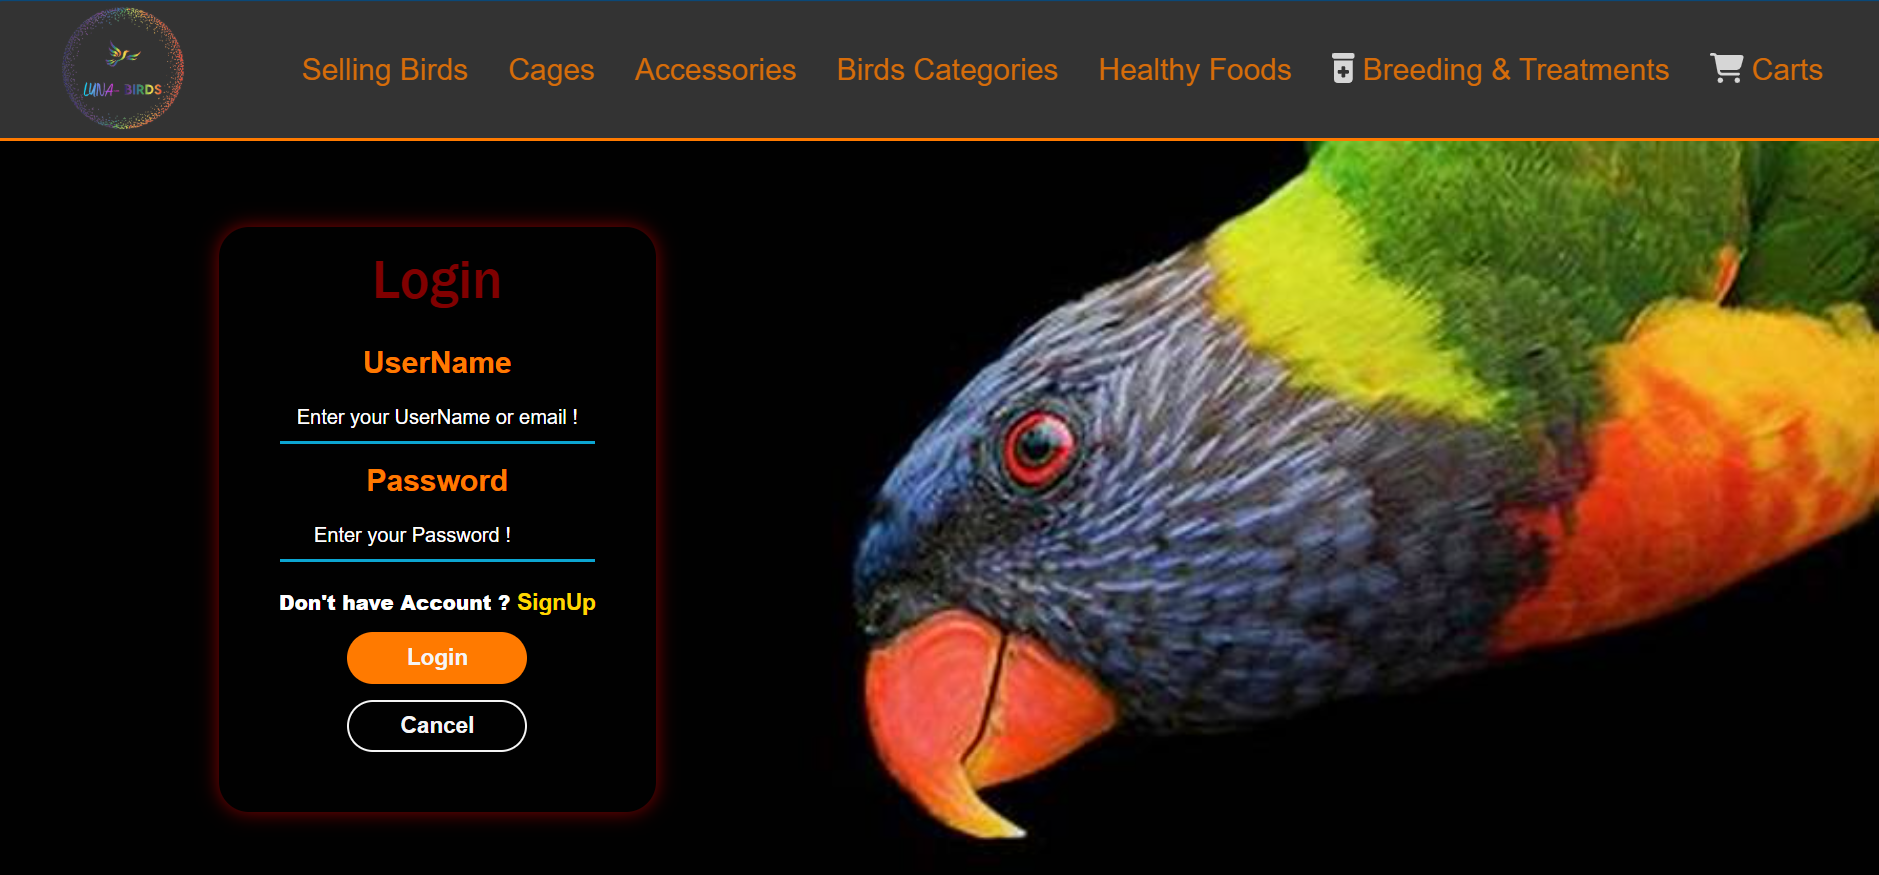 LUNA- BIRDS
Selling Birds Cages Accessories Birds Categories Healthy Foods Breeding & Treatments Carts
Login
UserName
Enter your UserName or email !
Password
Enter your Password !
Don't have Account ? SignUp
Login
Cancel